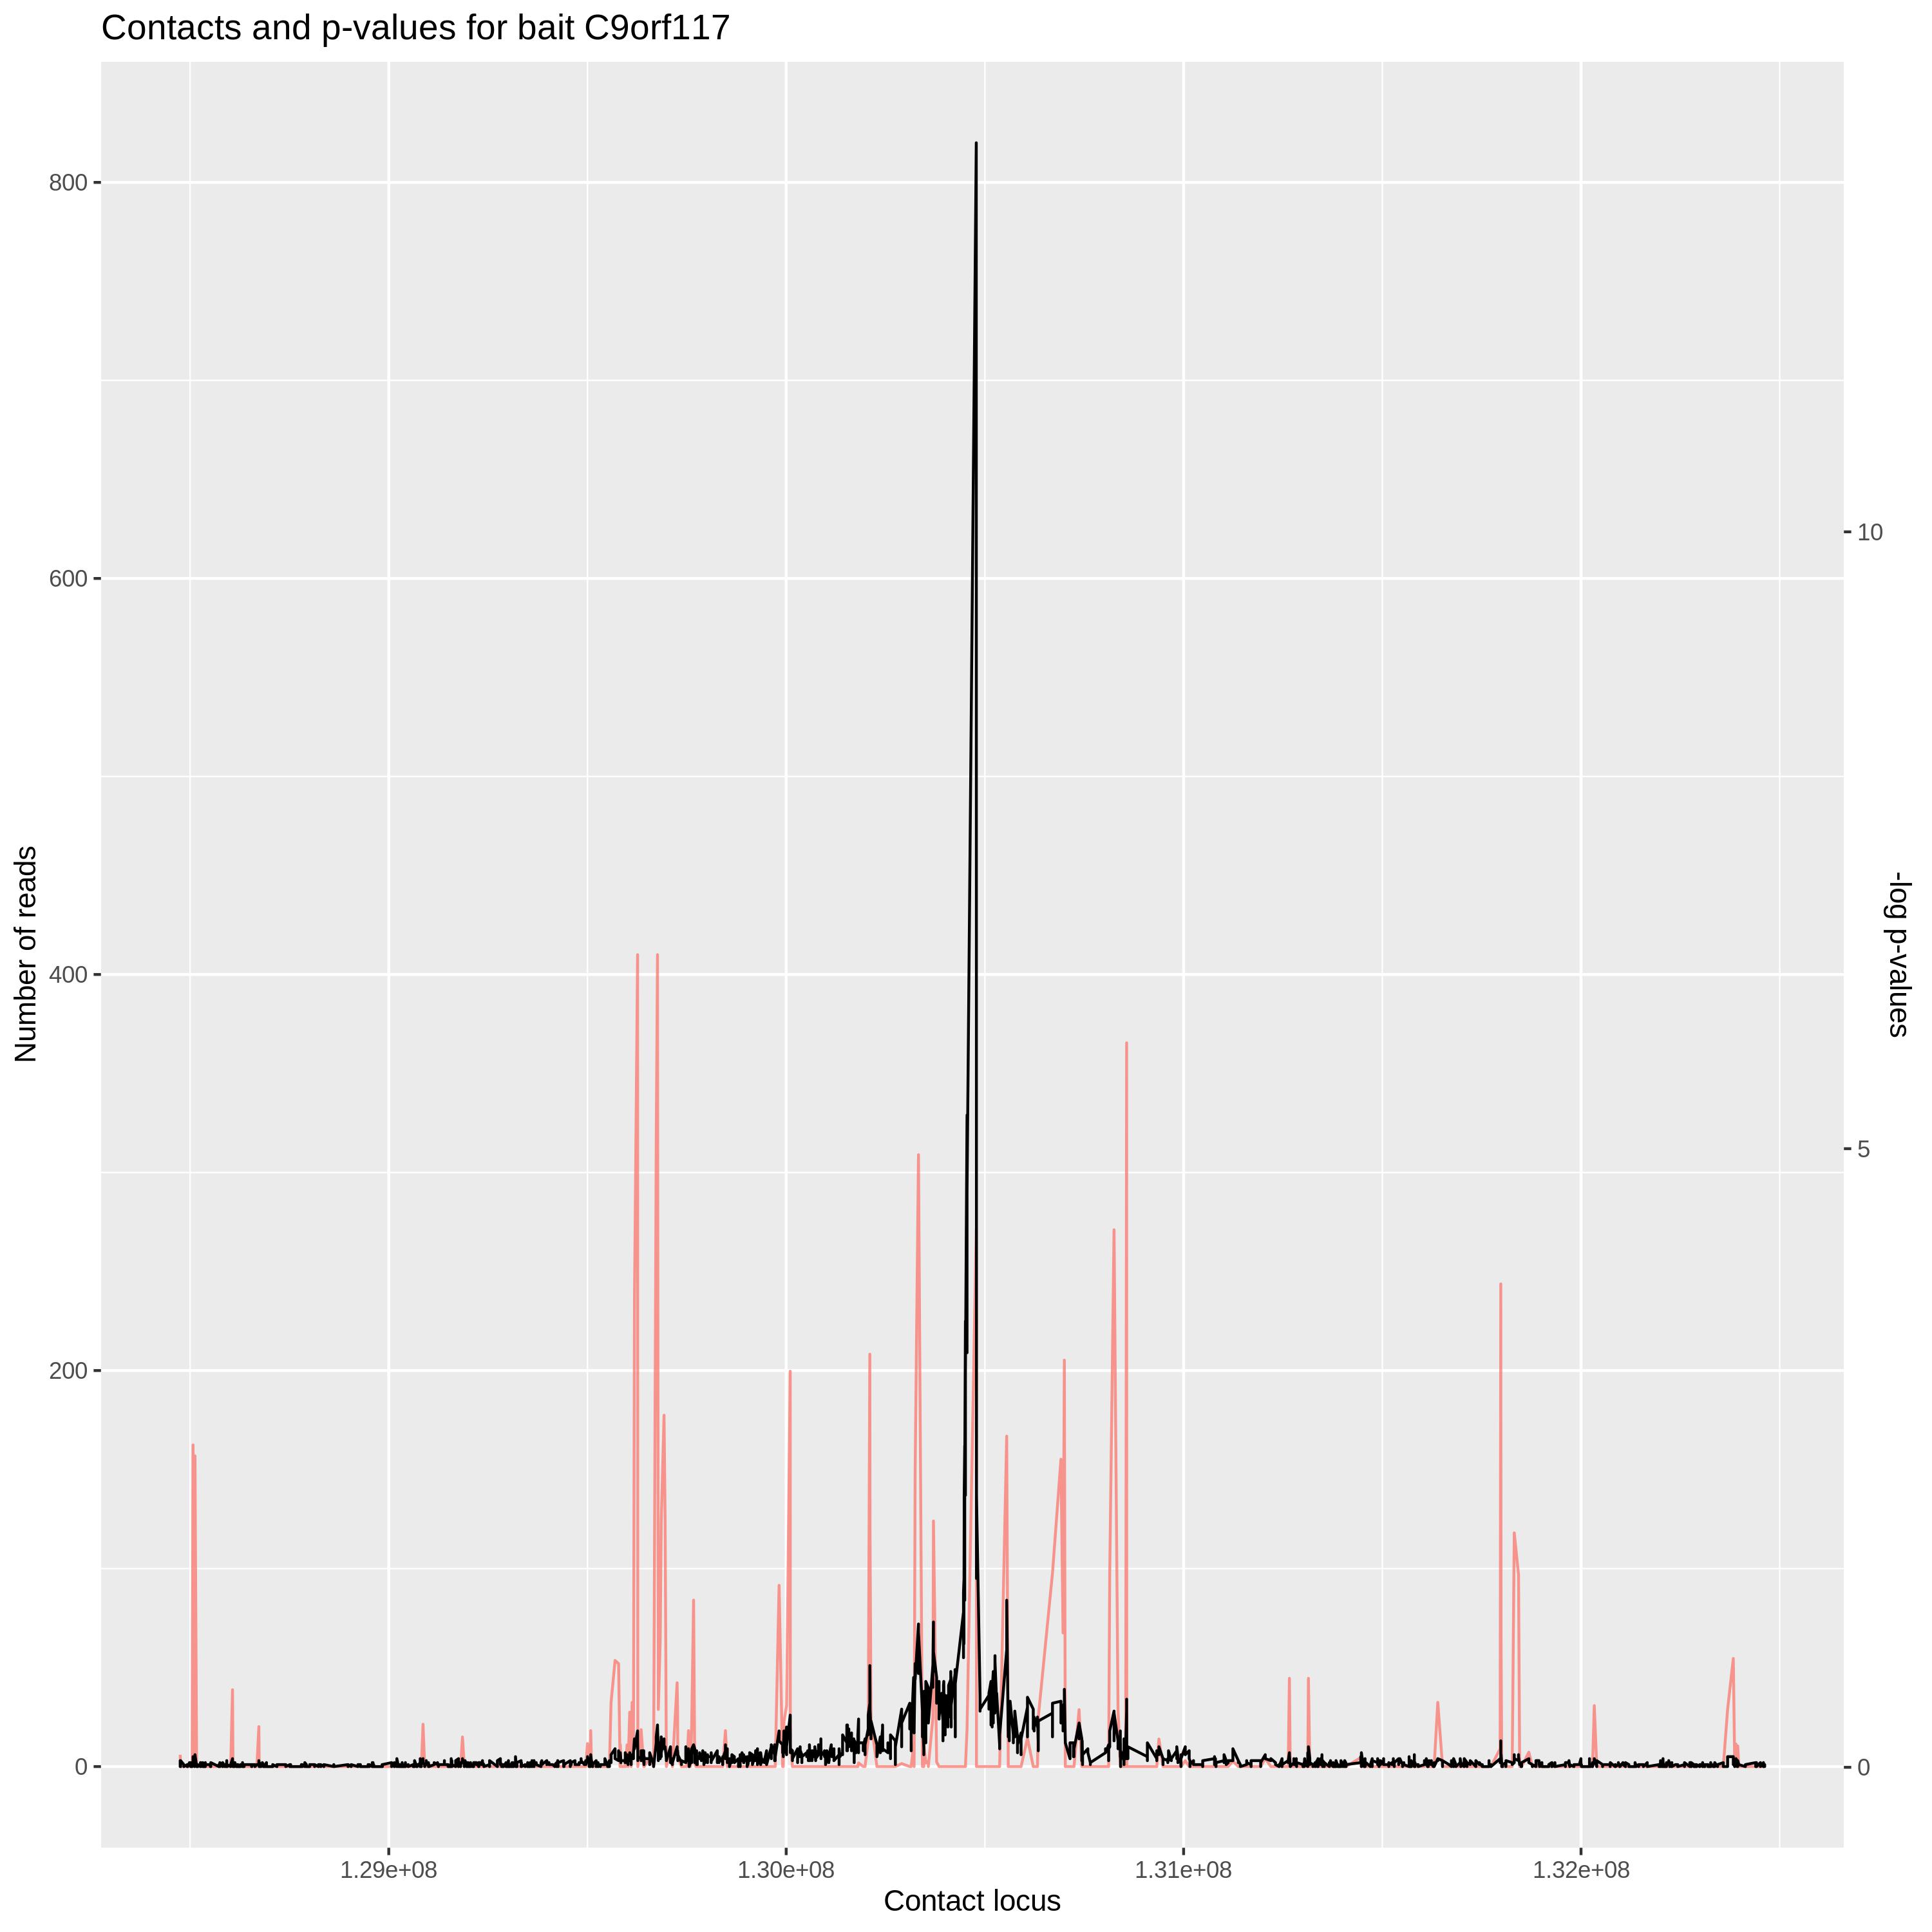 Contacts and p-values for bait C9orf117
800
600
400
200
0
10
5
0
Number of reads
-log p-values
1.29e+08
1.30e+08
1.31e+08
1.32e+08
Contact locus